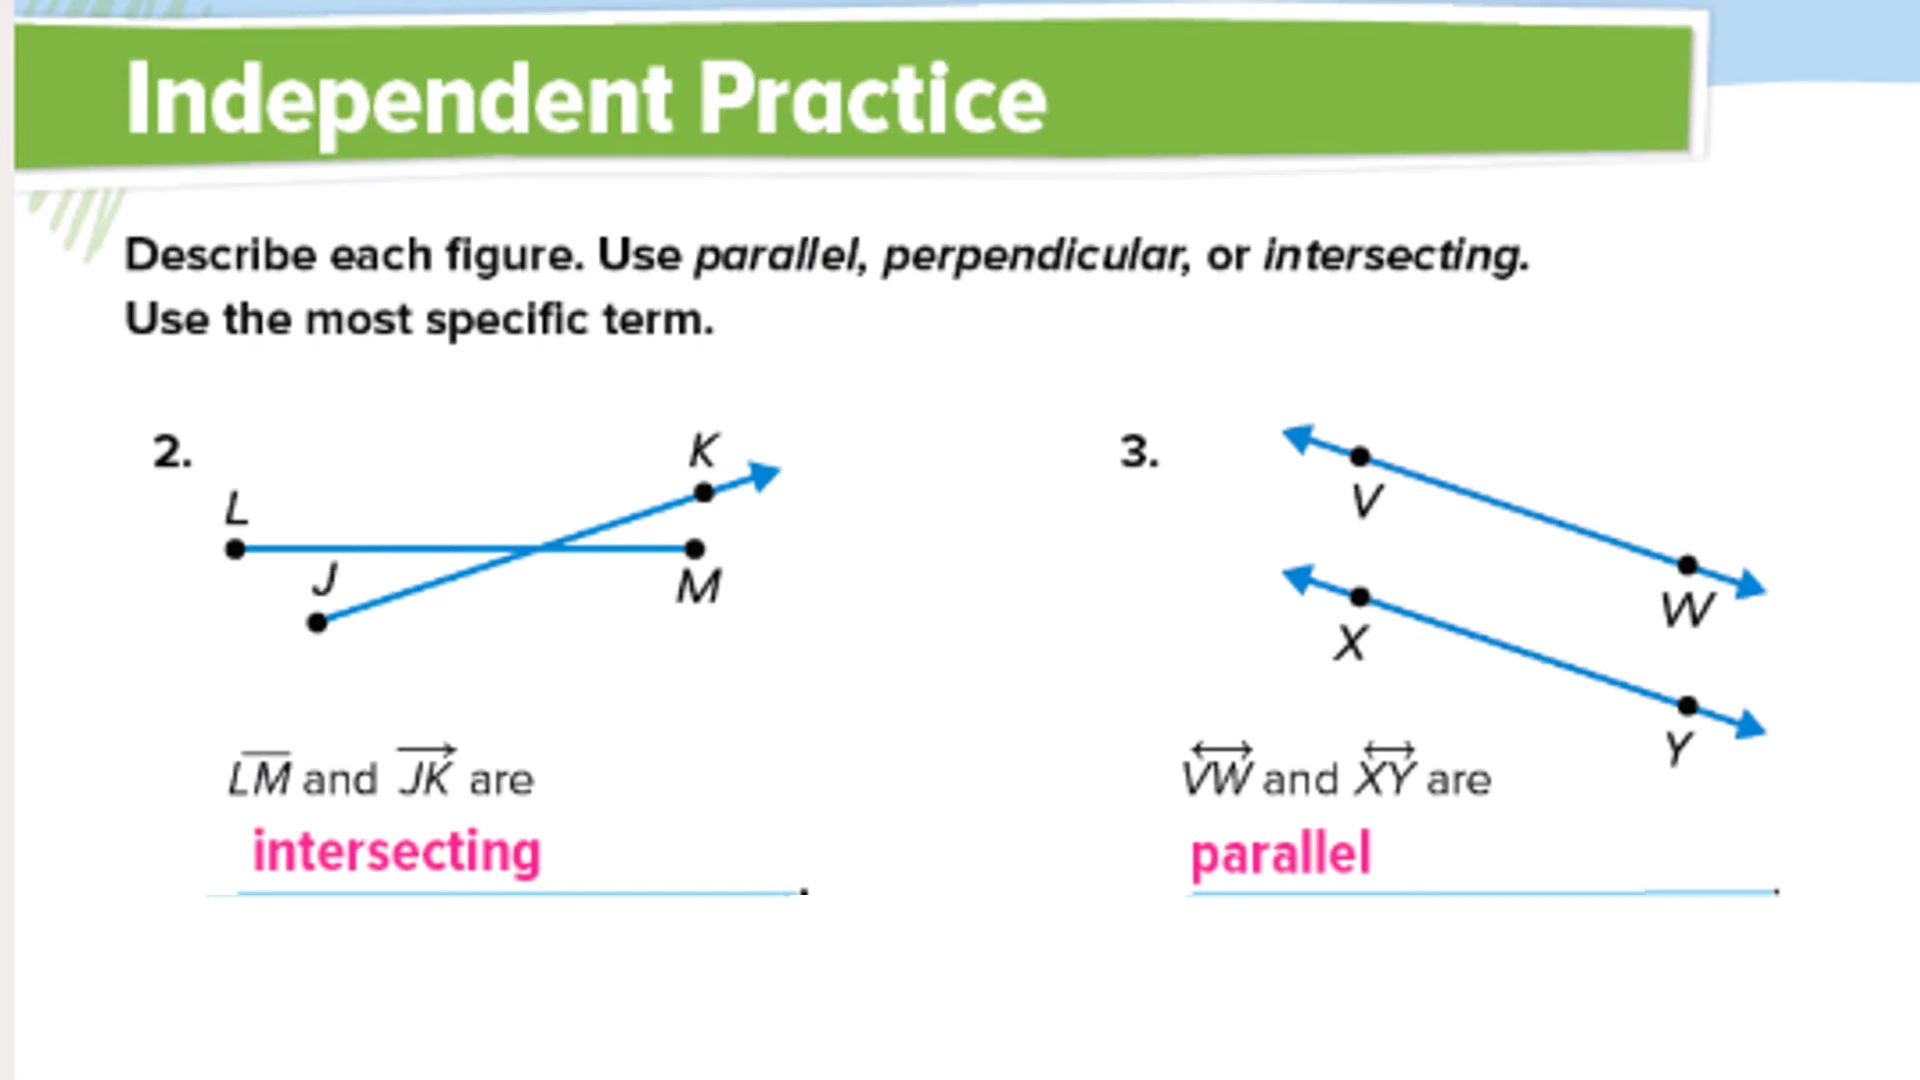 Independent Practice
Describe each figure. Use parallel, perpendicular, or intersecting.
Use the most specific term.
2.
K
L
J
M
LM and JK are
intersecting
.
3.
V
W
X
Y
VW and XY are
parallel
.